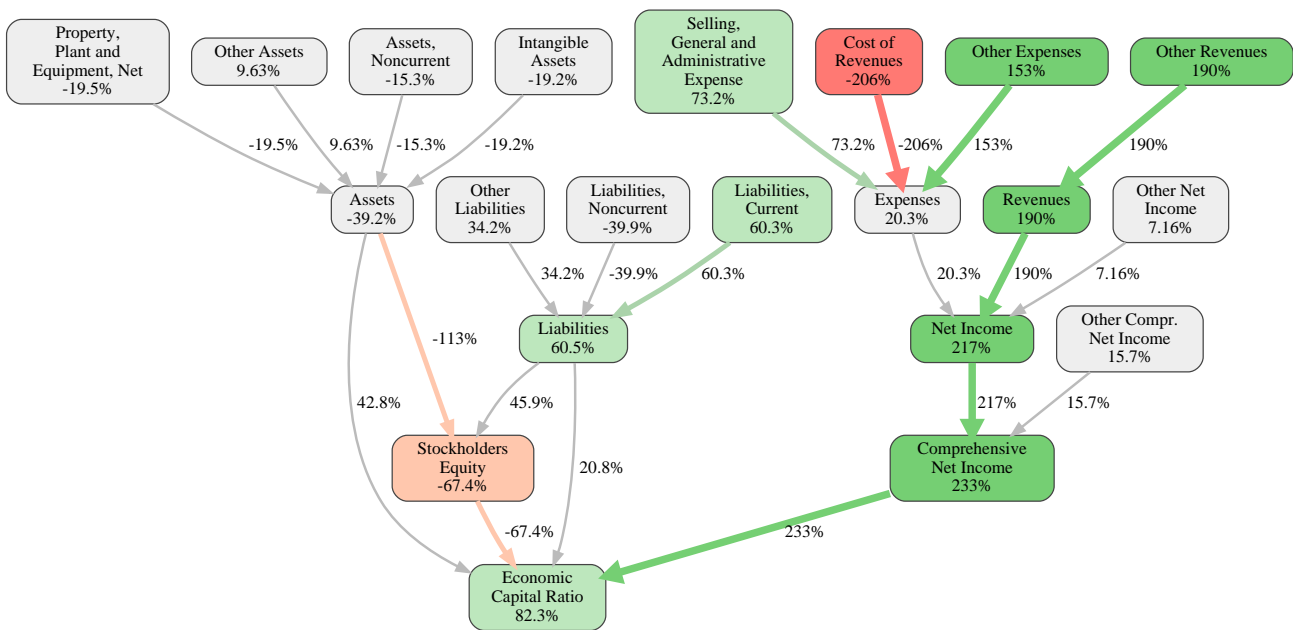 Property,
Plant and
Equipment, Net
-19.5%
Other Assets
9.63%
Assets,
Noncurrent
-15.3%
Intangible
Assets
-19.2%
Selling,
General and
Administrative
Expense
73.2%
Cost of
Revenues
-206%
Other Expenses
153%
Other Revenues
190%
-19.5%
9.63%
-15.3%
-19.2%
73.2%
-206%
153%
190%
Assets
-39.2%
Other
Liabilities
34.2%
Liabilities,
Noncurrent
-39.9%
Liabilities,
Current
60.3%
Expenses
20.3%
Revenues
190%
Other Net
Income
7.16%
34.2%
-39.9%
60.3%
20.3%
190%
7.16%
Liabilities
60.5%
Net Income
217%
Other Compr.
Net Income
15.7%
-113%
42.8%
45.9%
217%
15.7%
Stockholders
Equity
-67.4%
20.8%
Comprehensive
Net Income
233%
-67.4%
233%
Economic
Capital Ratio
82.3%